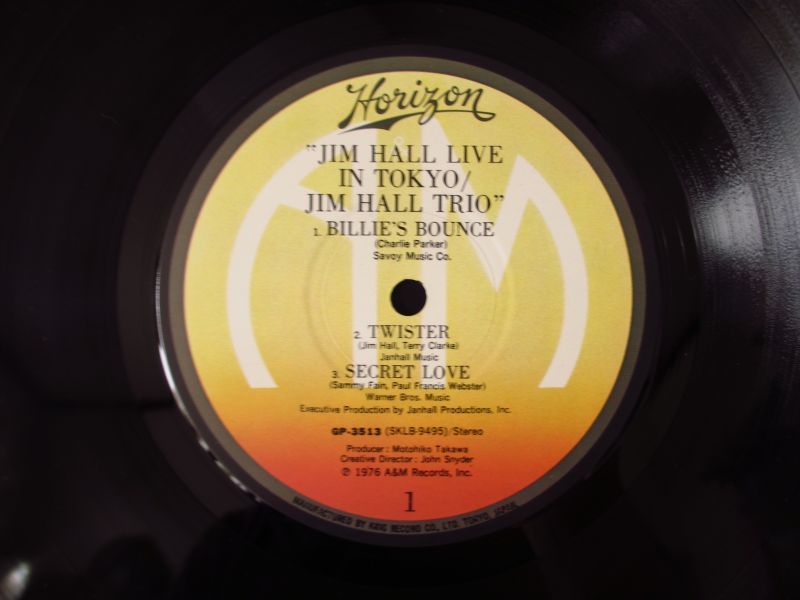 Horizon
"JIM HALL LIVE
IN TOKYO/
JIM HALL TRIO"
1. BILLIE'S BOUNCE
(Charlie Parker)
Savoy Music Co.
2. TWISTER
(Jim Hall, Terry Clarke)
Janhall Music
3. SECRET LOVE
(Sammy Fain, Paul Francis Webster)
Warner Bros. Music
Executive Production by Janhall Productions, Inc.
GP-3513 (SKLB-9495)/Stereo
Producer: Motohiko Takawa
Creative Director: John Snyder
℗ 1976 A&M Records, Inc.
1
MANUFACTURED BY KING RECORD CO., LTD. TOKYO, JAPAN.